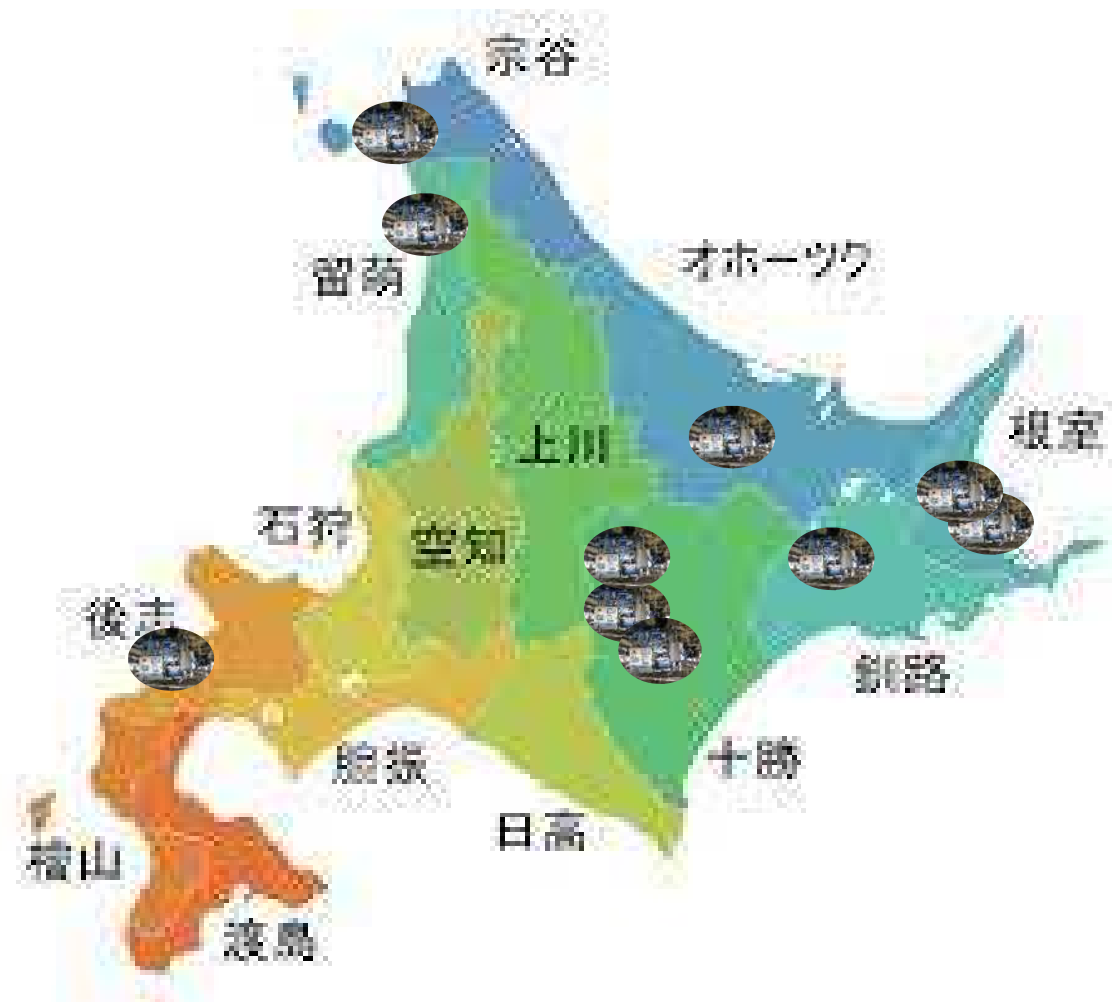 宗谷
オホーツク
留萌
根室
上川
石狩
空知
後志
釧路
胆振
十勝
日高
檜山
渡島